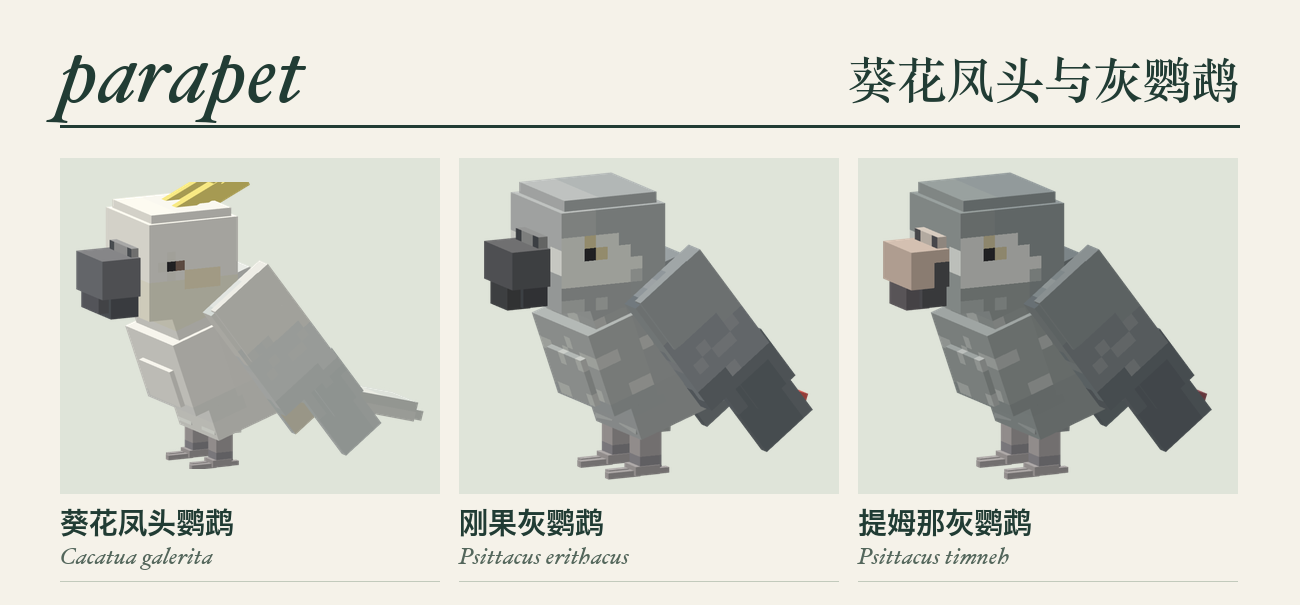 parapet
葵花凤头与灰鹦鹉
葵花凤头鹦鹉
Cacatua galerita
刚果灰鹦鹉
Psittacus erithacus
提姆那灰鹦鹉
Psittacus timneh